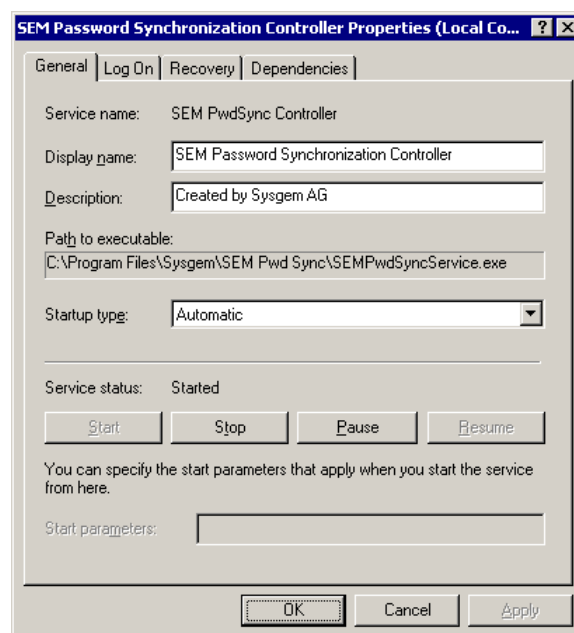 SEM Password Synchronization Controller Properties (Local Co... ? X
General Log On Recovery Dependencies
Service name: SEM PwdSync Controller
Display name: SEM Password Synchronization Controller
Description: Created by Sysgem AG
Path to executable:
C:\Program Files\Sysgem\SEM Pwd Sync\SEMPwdSyncService.exe
Startup type: Automatic
Service status: Started
Start Stop Pause Resume
You can specify the start parameters that apply when you start the service
from here.
Start parameters:
OK Cancel Apply